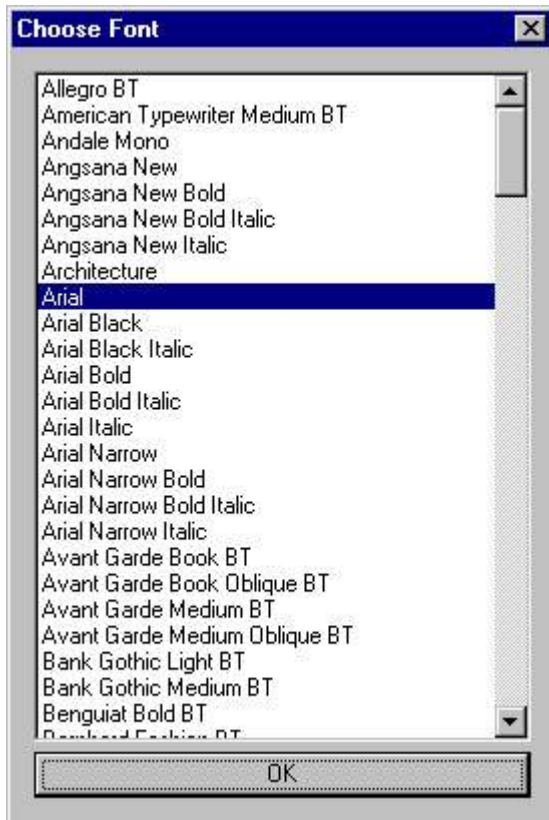 Choose Font
Allegro BT
American Typewriter Medium BT
Andale Mono
Angsana New
Angsana New Bold
Angsana New Bold Italic
Angsana New Italic
Architecture
Arial
Arial Black
Arial Black Italic
Arial Bold
Arial Bold Italic
Arial Italic
Arial Narrow
Arial Narrow Bold
Arial Narrow Bold Italic
Arial Narrow Italic
Avant Garde Book BT
Avant Garde Book Oblique BT
Avant Garde Medium BT
Avant Garde Medium Oblique BT
Bank Gothic Light BT
Bank Gothic Medium BT
Benguiat Bold BT
Bernhard Fashion BT
OK